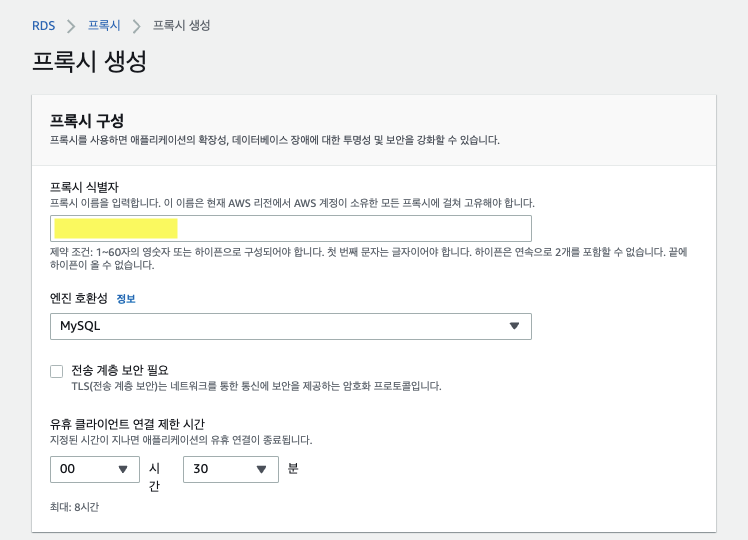 RDS > 프록시 > 프록시 생성
프록시 생성
프록시 구성
프록시를 사용하면 애플리케이션의 확장성, 데이터베이스 장애에 대한 투명성 및 보안을 강화할 수 있습니다.
프록시 식별자
프록시 이름을 입력합니다. 이 이름은 현재 AWS 리전에서 AWS 계정이 소유한 모든 프록시에 걸쳐 고유해야 합니다.
제약 조건: 1~60자의 영숫자 또는 하이픈으로 구성되어야 합니다. 첫 번째 문자는 글자이어야 합니다. 하이픈은 연속으로 2개를 포함할 수 없습니다. 끝에
하이픈이 올 수 없습니다.
엔진 호환성 정보
MySQL
전송 계층 보안 필요
TLS(전송 계층 보안)는 네트워크를 통한 통신에 보안을 제공하는 암호화 프로토콜입니다.
유휴 클라이언트 연결 제한 시간
지정된 시간이 지나면 애플리케이션의 유휴 연결이 종료됩니다.
00 시 30 분
간
최대: 8시간